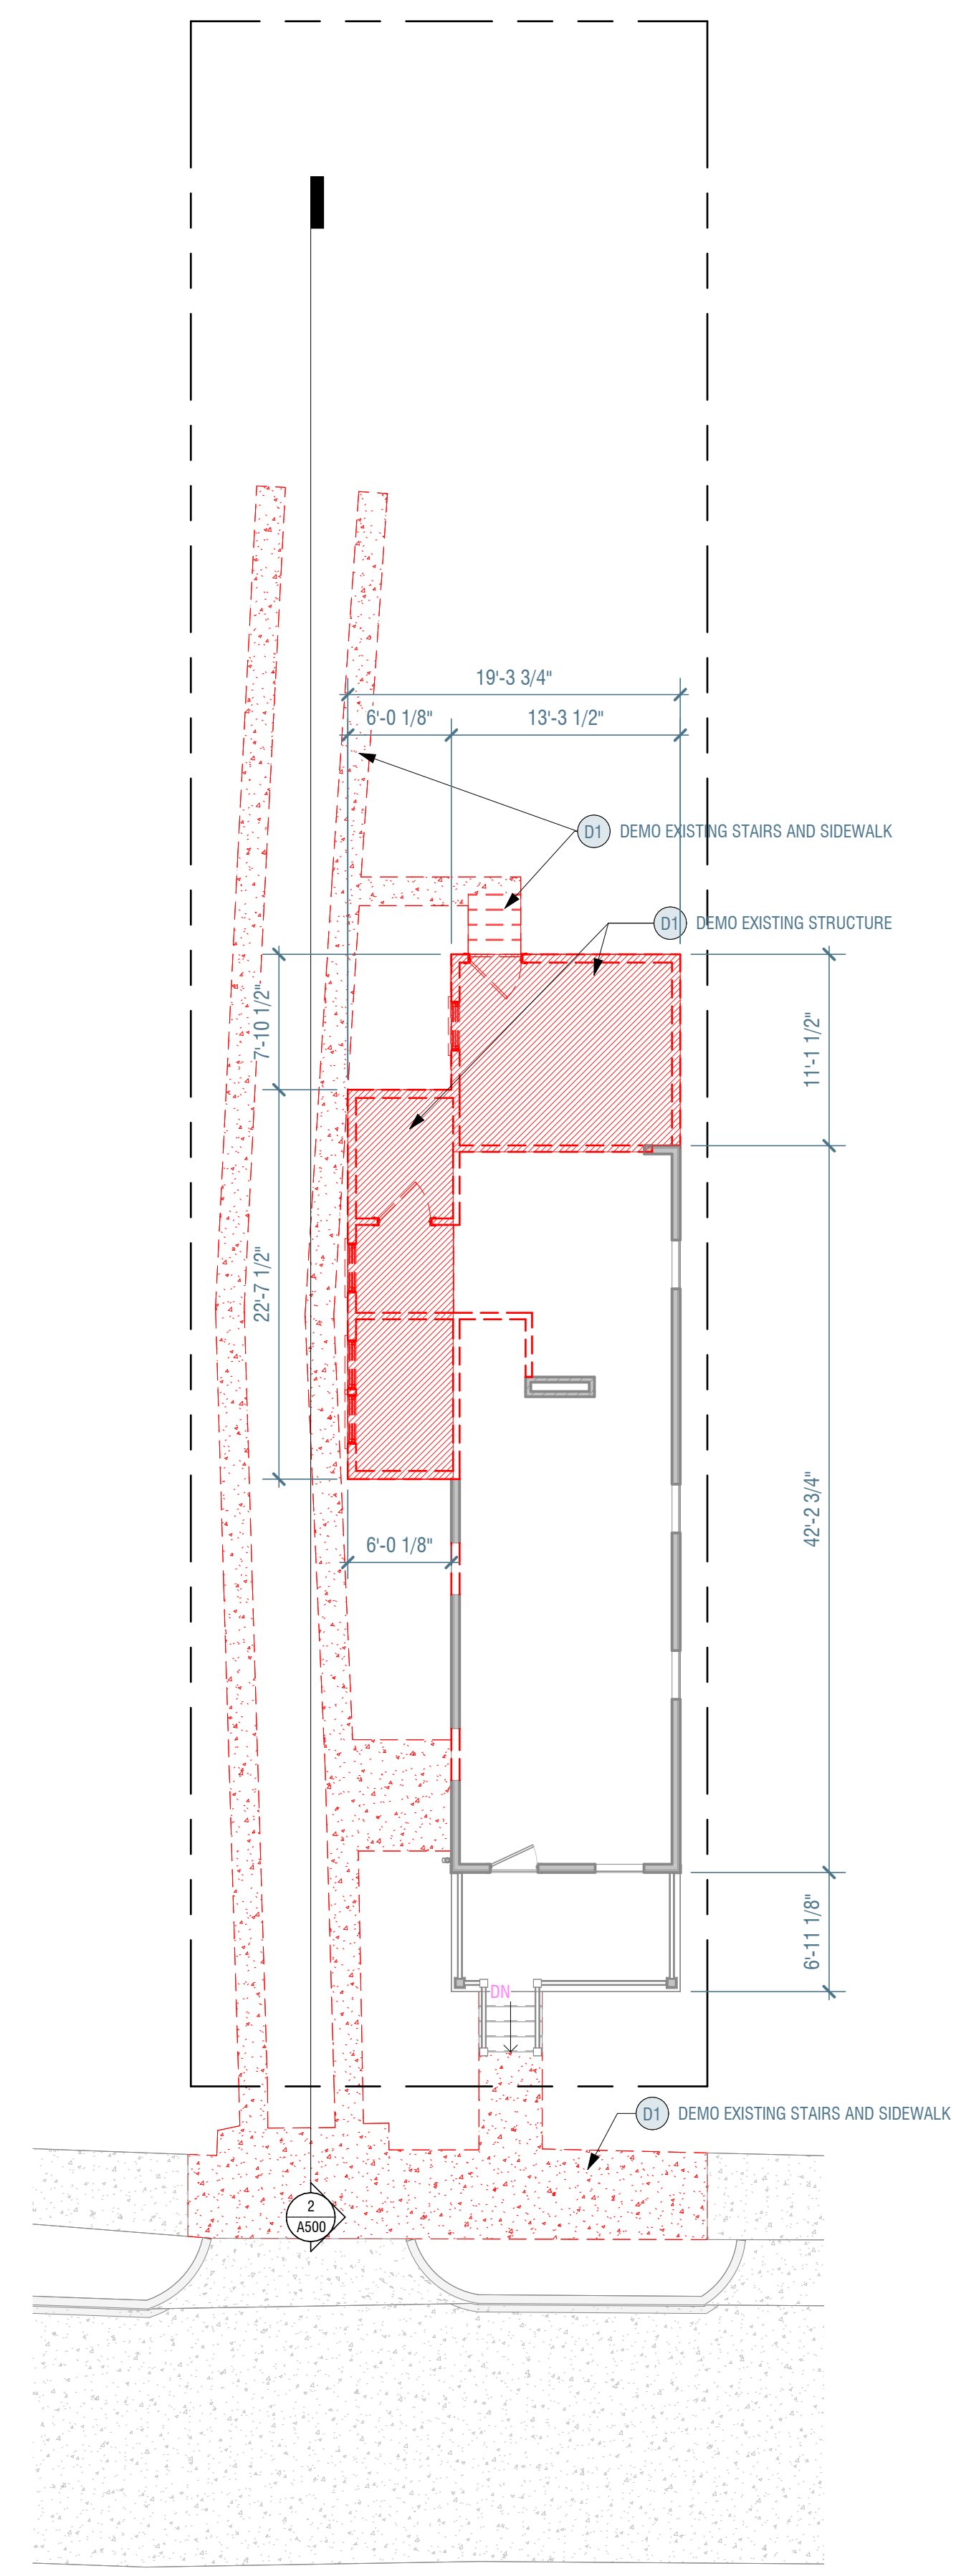 19'-3 3/4"
6'-0 1/8"
13'-3 1/2"
D1 DEMO EXISTING STAIRS AND SIDEWALK
D1 DEMO EXISTING STRUCTURE
7'-10 1/2"
11'-1 1/2"
22'-7 1/2"
42'-2 3/4"
6'-0 1/8"
6'-11 1/8"
DN
D1 DEMO EXISTING STAIRS AND SIDEWALK
2
A500